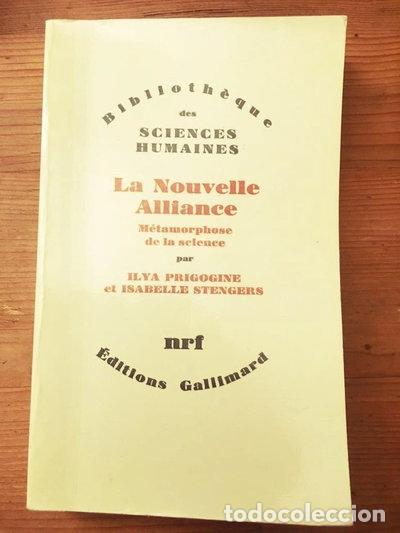 Bibliothèque
des
SCIENCES
HUMAINES
La Nouvelle
Alliance
Métamorphose
de la science
par
ILYA PRIGOGINE
et ISABELLE STENGERS
nrf
Éditions Gallimard
todocoleccion